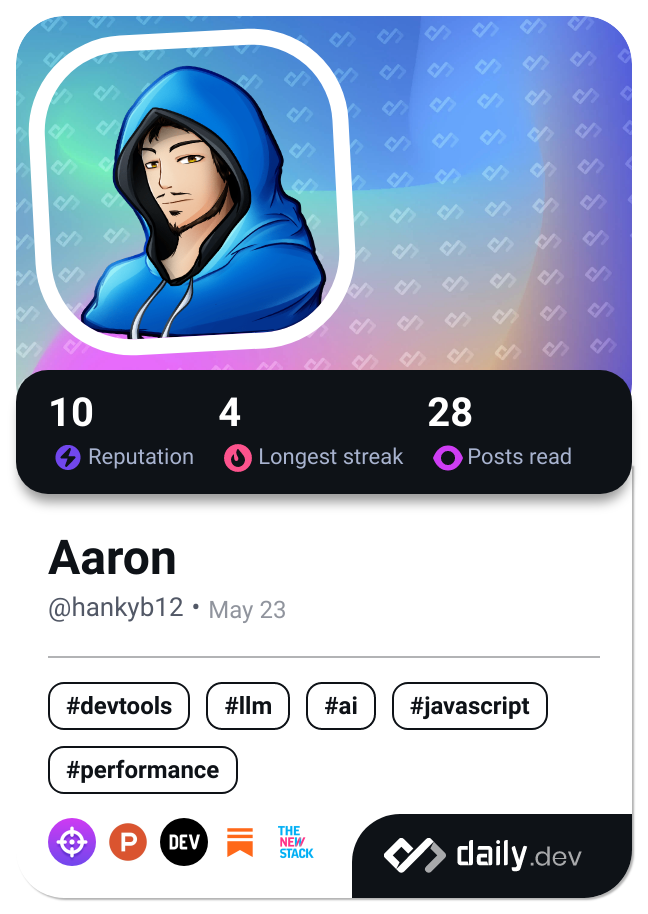 10 4 28
Reputation Longest streak Posts read
Aaron
@hankyb12 • May 23
#devtools #llm #ai #javascript
#performance
P DEV THE NEW STACK daily.dev